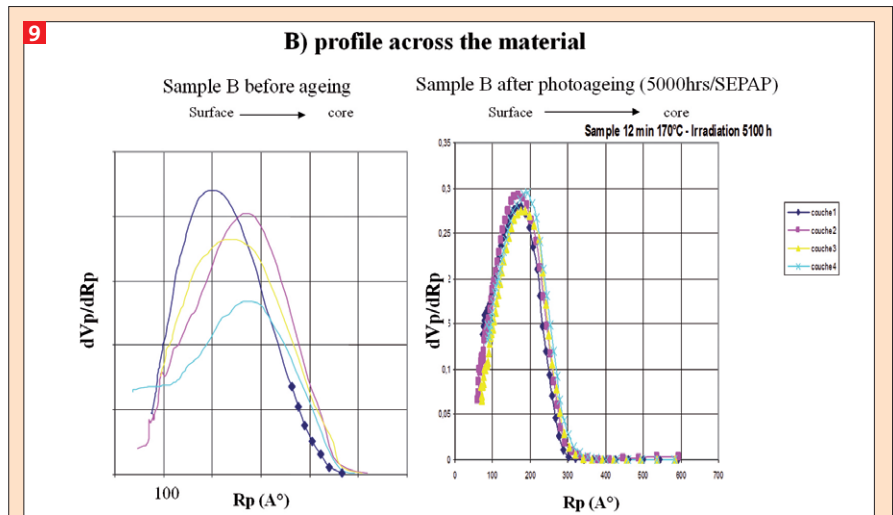 9
B) profile across the material
Sample B before ageing
Surface core
dVp/dRp
100
Rp (A°)
Sample B after photoageing (5000hrs/SEPAP)
Surface core
Sample 12 min 170°C - Irradiation 5100 h
dVp/dRp
0,35
0,3
0,25
0,2
0,15
0,1
0,05
0
0 100 200 300 400 500 600 700
Rp (A°)
couche1
couche2
couche3
couche4